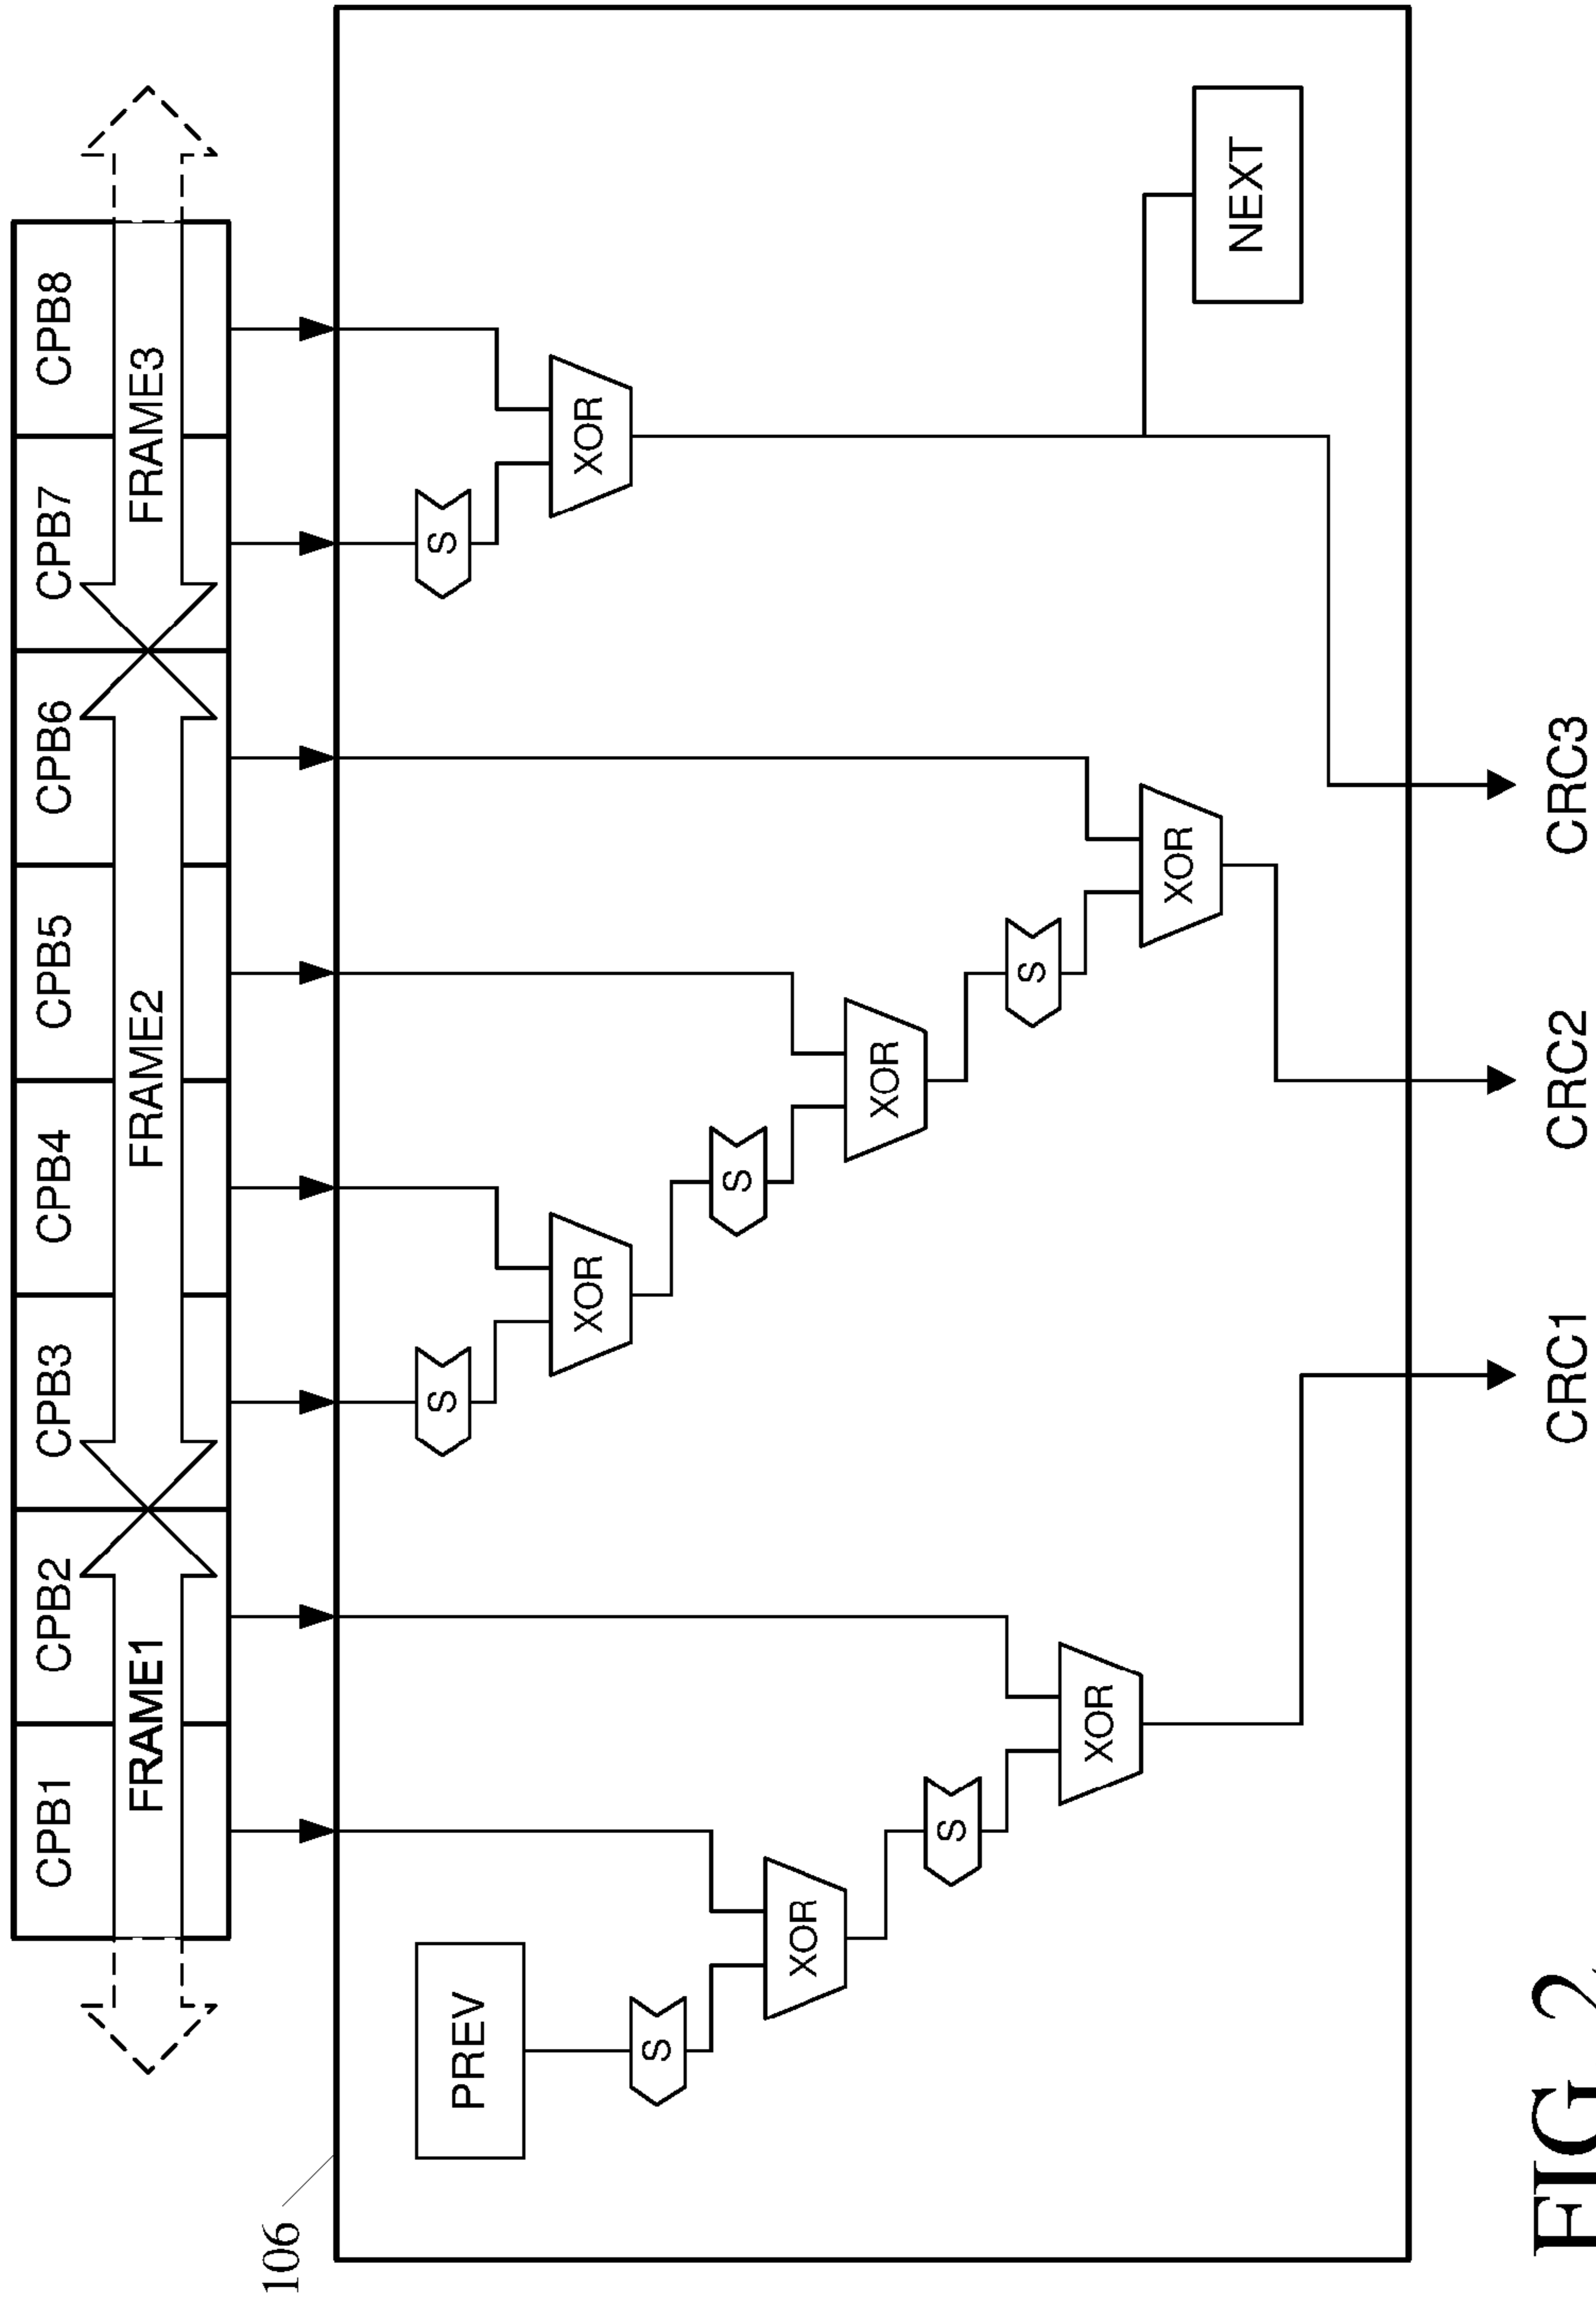 CPB1 CPB2 CPB3 CPB4 CPB5 CPB6 CPB7 CPB8
FRAME1 FRAME2 FRAME3
106
PREV
S S S
XOR XOR XOR
S
S
XOR
XOR
S
S
XOR
XOR
NEXT
CRC1 CRC2 CRC3
FIG. 2